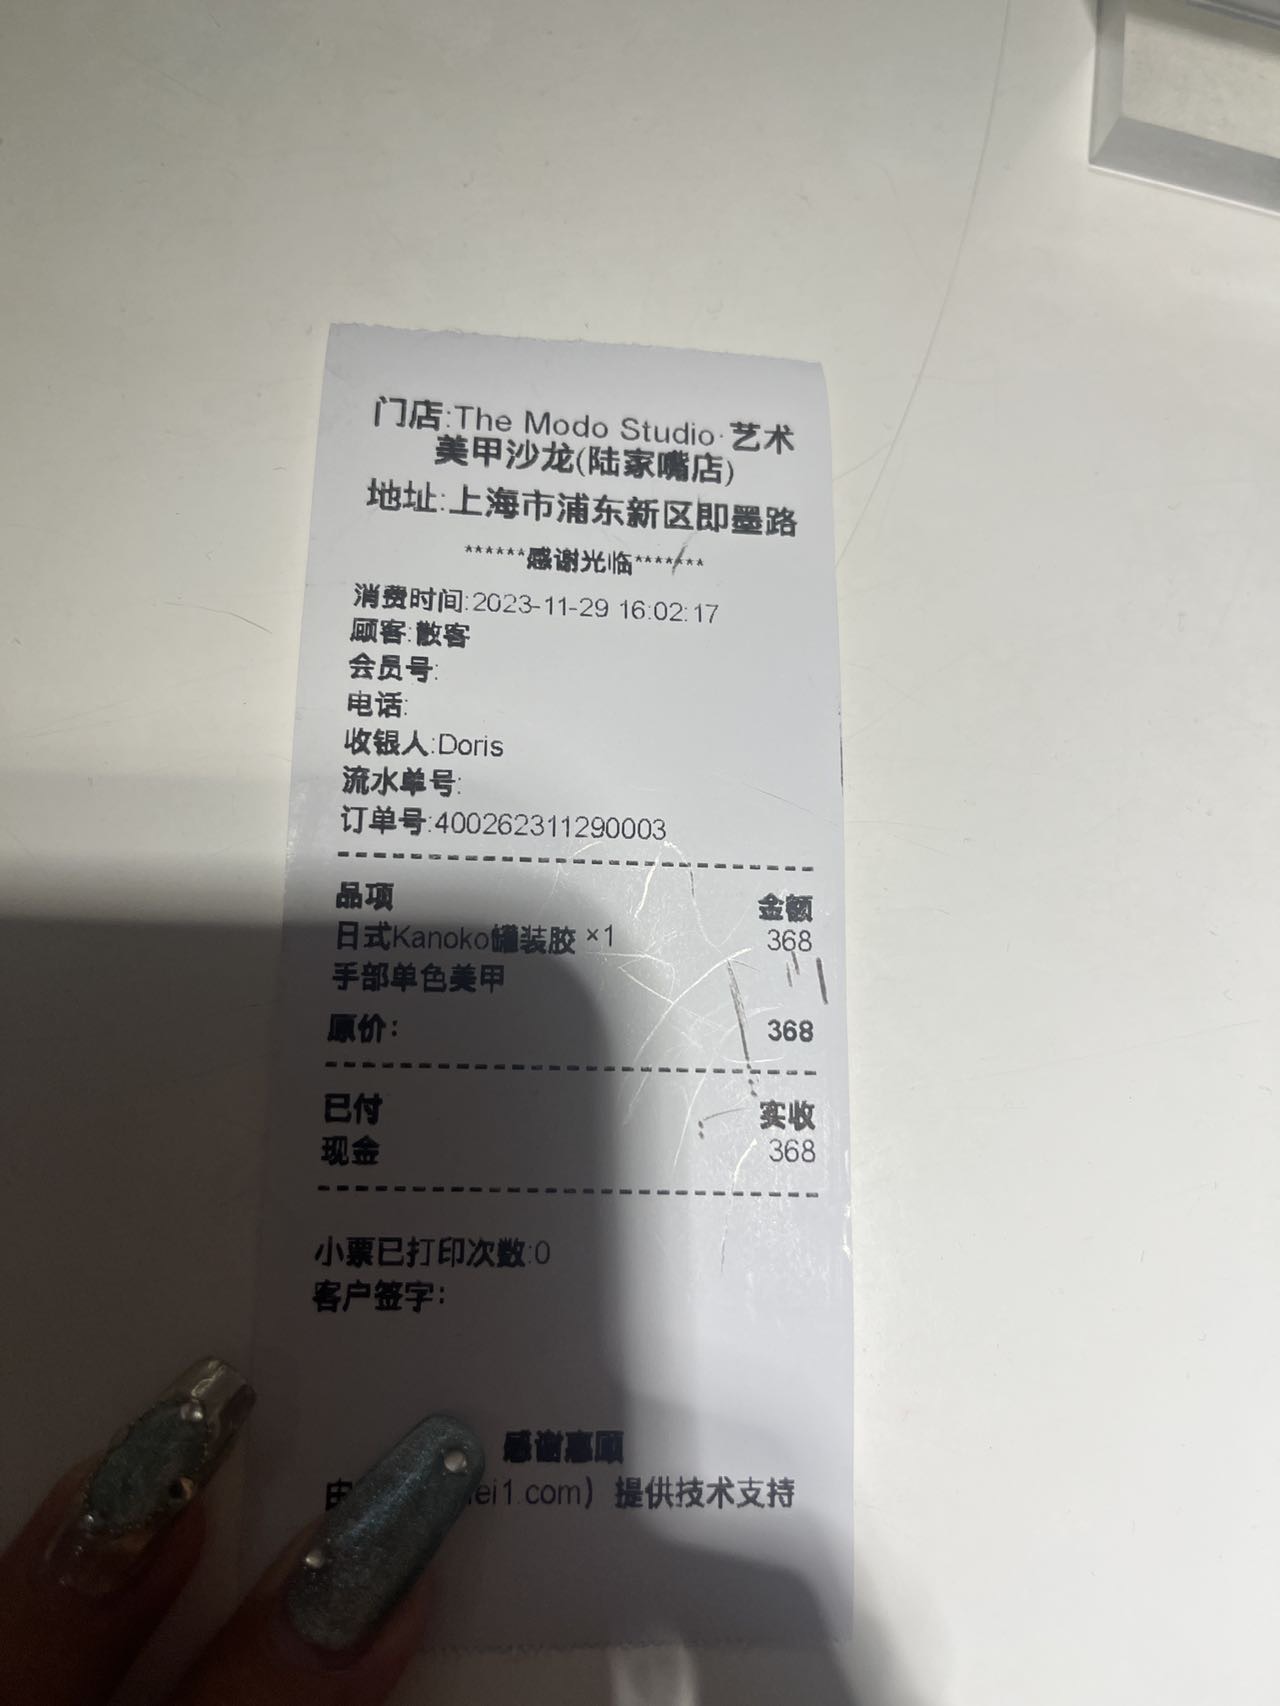 门店:The Modo Studio·艺术
美甲沙龙(陆家嘴店)
地址:上海市浦东新区即墨路
******感谢光临*******
消费时间:2023-11-29 16:02:17
顾客:散客
会员号:
电话:
收银人:Doris
流水单号:
订单号:400262311290003
品项 金额
日式Kanoko罐装胶 ×1 368
手部单色美甲
原价: 368
已付 实收
现金 368
小票已打印次数:0
客户签字:
感谢惠顾
由 ei1.com）提供技术支持